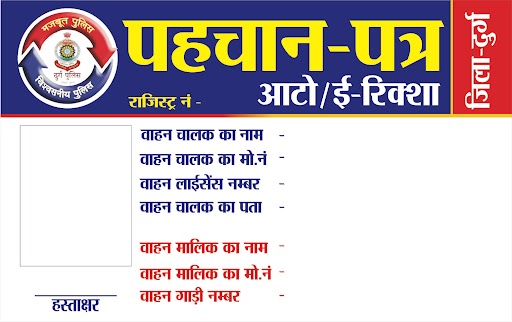 मजबूत पुलिस
दुर्ग पुलिस
विश्वसनीय पुलिस
पहचान-पत्र
राजिस्ट्र नं -
आटो/ई-रिक्शा
जिला-दुर्ग
वाहन चालक का नाम -
वाहन चालक का मो.नं -
वाहन लाईसेंस नम्बर -
वाहन चालक का पता -
वाहन मालिक का नाम -
वाहन मालिक का मो.नं -
वाहन गाड़ी नम्बर -
हस्ताक्षर